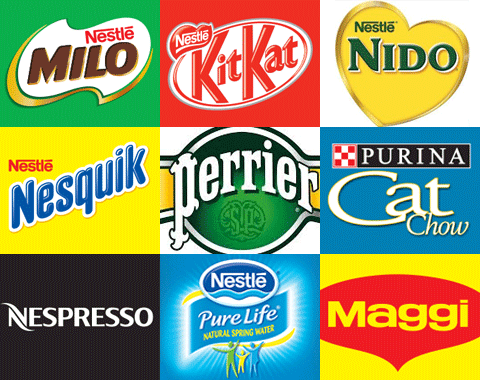 Nestlé
MILO
Nestlé
KitKat
Nestlé
NIDO
Nestlé
Nesquik
perrier
PURINA
Cat
Chow
NESPRESSO
Nestlé
Pure Life®
NATURAL SPRING WATER
Maggi